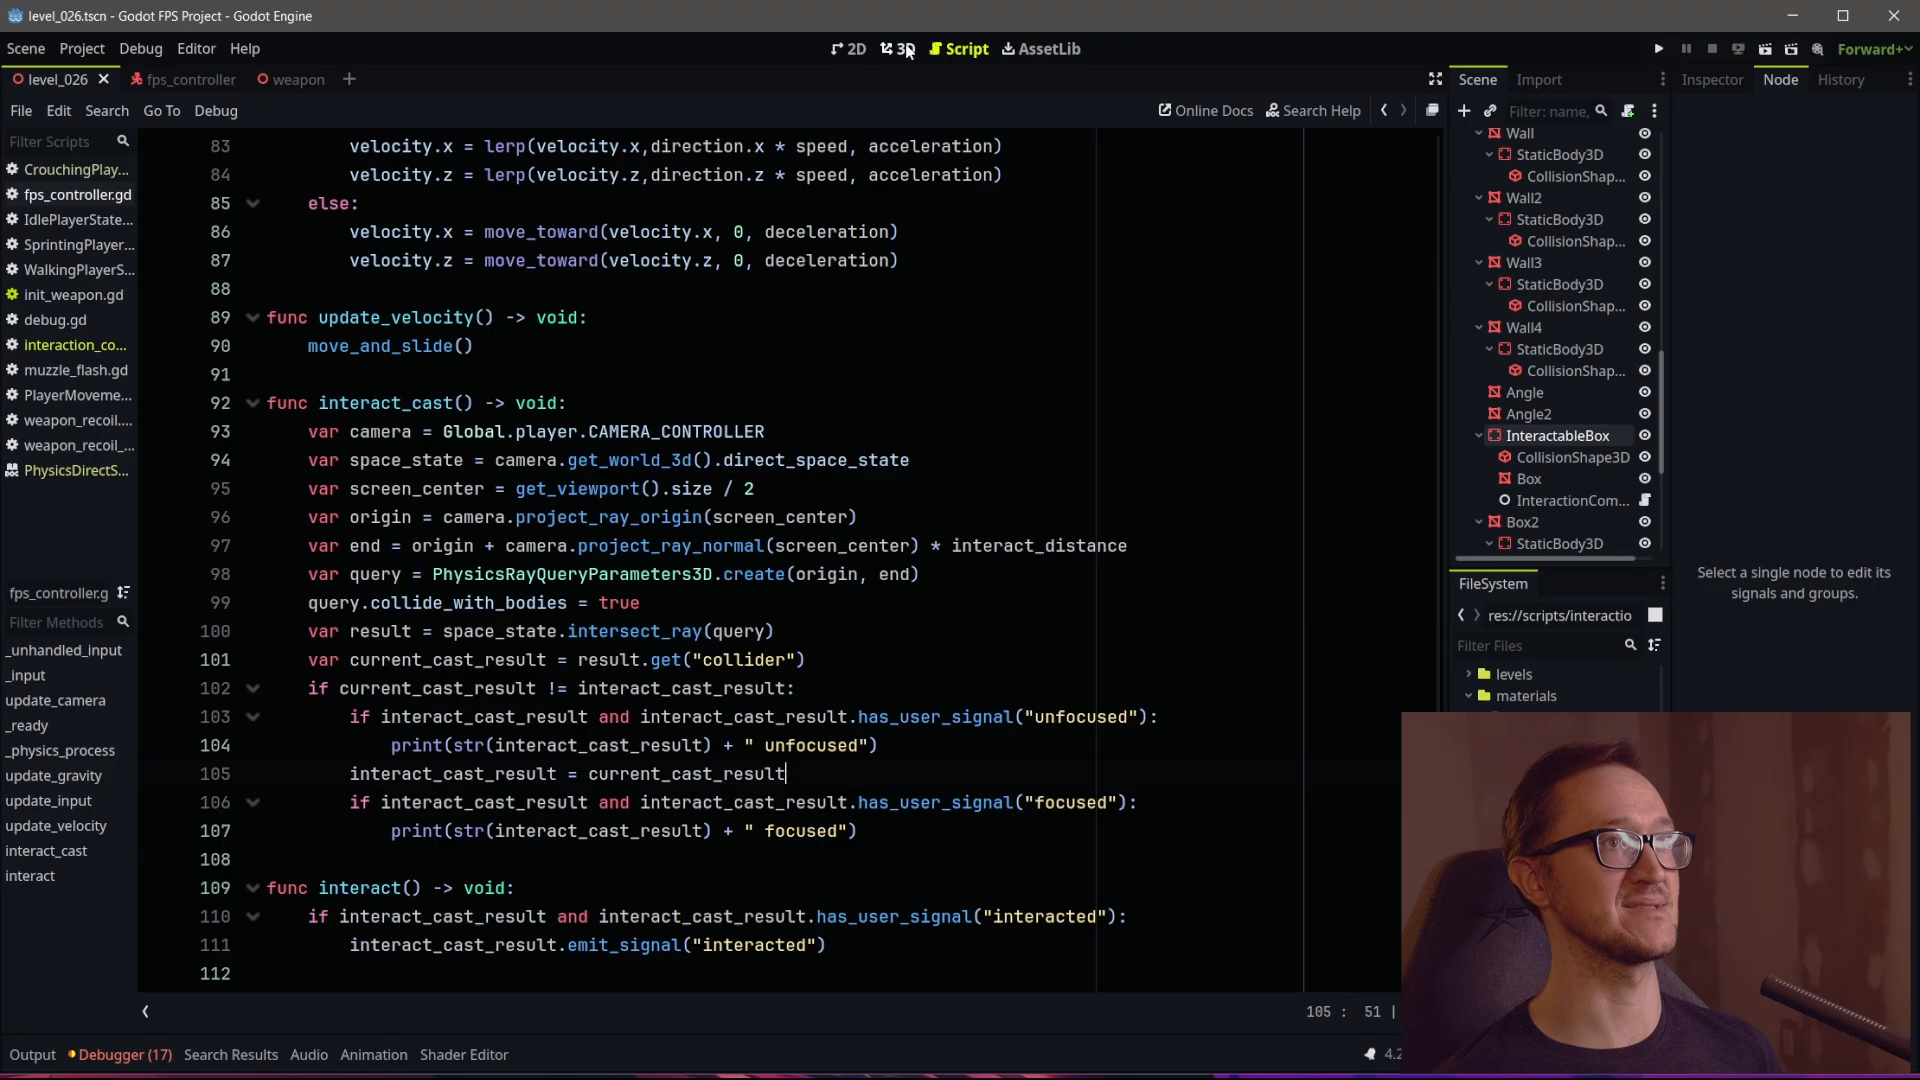 level_026.tscn - Godot FPS Project - Godot Engine
Scene Project Debug Editor Help
2D 3D Script AssetLib
Forward+
level_026 fps_controller weapon
Scene Import
Inspector Node History
File Edit Search Go To Debug
Online Docs Search Help
Filter: name,
Filter Scripts
CrouchingPlay...
fps_controller.gd
IdlePlayerState...
SprintingPlayer...
WalkingPlayerS...
init_weapon.gd
debug.gd
interaction_co...
muzzle_flash.gd
PlayerMoveme...
weapon_recoil....
weapon_recoil_...
PhysicsDirectS...
fps_controller.g
Filter Methods
_unhandled_input
_input
update_camera
_ready
_physics_process
update_gravity
update_input
update_velocity
interact_cast
interact
83 velocity.x = lerp(velocity.x,direction.x * speed, acceleration)
84 velocity.z = lerp(velocity.z,direction.z * speed, acceleration)
85 else:
86 velocity.x = move_toward(velocity.x, 0, deceleration)
87 velocity.z = move_toward(velocity.z, 0, deceleration)
88
89 func update_velocity() -> void:
90 move_and_slide()
91
92 func interact_cast() -> void:
93 var camera = Global.player.CAMERA_CONTROLLER
94 var space_state = camera.get_world_3d().direct_space_state
95 var screen_center = get_viewport().size / 2
96 var origin = camera.project_ray_origin(screen_center)
97 var end = origin + camera.project_ray_normal(screen_center) * interact_distance
98 var query = PhysicsRayQueryParameters3D.create(origin, end)
99 query.collide_with_bodies = true
100 var result = space_state.intersect_ray(query)
101 var current_cast_result = result.get("collider")
102 if current_cast_result != interact_cast_result:
103 if interact_cast_result and interact_cast_result.has_user_signal("unfocused"):
104 print(str(interact_cast_result) + " unfocused")
105 interact_cast_result = current_cast_result
106 if interact_cast_result and interact_cast_result.has_user_signal("focused"):
107 print(str(interact_cast_result) + " focused")
108
109 func interact() -> void:
110 if interact_cast_result and interact_cast_result.has_user_signal("interacted"):
111 interact_cast_result.emit_signal("interacted")
112
105 : 51 |
Output Debugger (17) Search Results Audio Animation Shader Editor
4.2
Wall
StaticBody3D
CollisionShap...
Wall2
StaticBody3D
CollisionShap...
Wall3
StaticBody3D
CollisionShap...
Wall4
StaticBody3D
CollisionShap...
Angle
Angle2
InteractableBox
CollisionShape3D
Box
InteractionCom...
Box2
StaticBody3D
FileSystem
res://scripts/interactio
Filter Files
levels
materials
Select a single node to edit its
signals and groups.